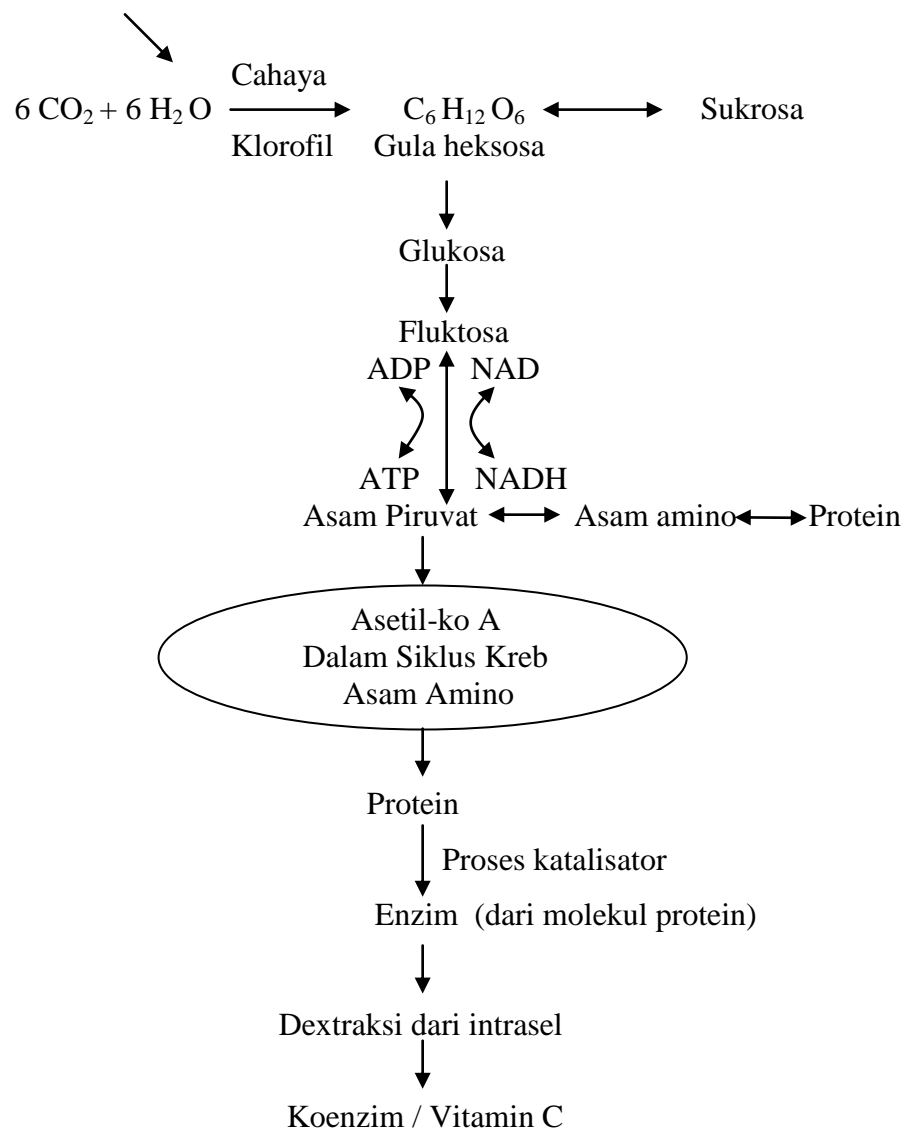 Cahaya
6 CO₂ + 6 H₂ O C₆ H₁₂ O₆ Sukrosa
Klorofil Gula heksosa
Glukosa
Fluktosa
ADP NAD
ATP NADH
Asam Piruvat Asam amino Protein
Asetil-ko A
Dalam Siklus Kreb
Asam Amino
Protein
Proses katalisator
Enzim (dari molekul protein)
Dextraksi dari intrasel
Koenzim / Vitamin C